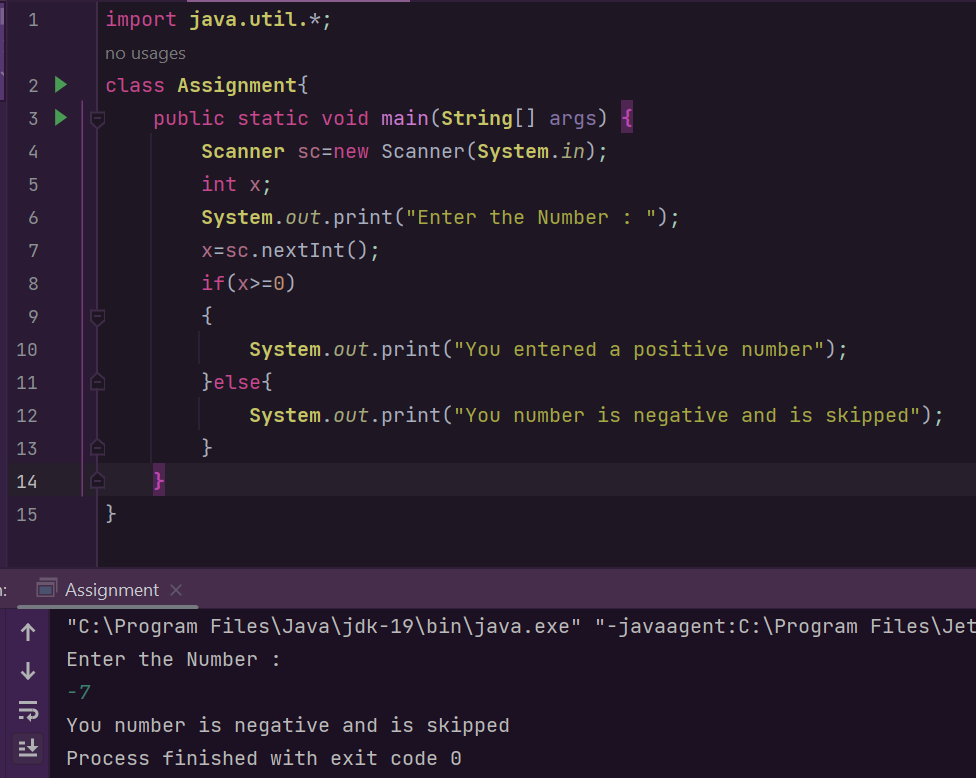 1 import java.util.*;
no usages
2 class Assignment{
3     public static void main(String[] args) {
4         Scanner sc=new Scanner(System.in);
5         int x;
6         System.out.print("Enter the Number : ");
7         x=sc.nextInt();
8         if(x>=0)
9         {
10             System.out.print("You entered a positive number");
11         }else{
12             System.out.print("You number is negative and is skipped");
13         }
14     }
15 }
Assignment
"C:\Program Files\Java\jdk-19\bin\java.exe" "-javaagent:C:\Program Files\Jet
Enter the Number :
-7
You number is negative and is skipped
Process finished with exit code 0